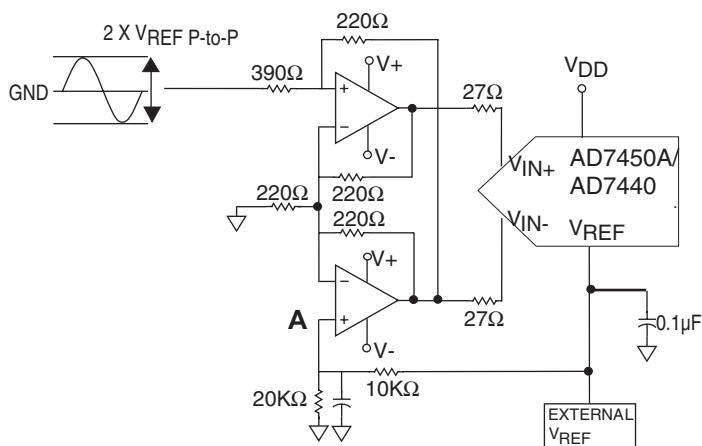 2 X VREF P-to-P
GND
390Ω
220Ω
V+
+
−
V-
27Ω
VDD
VIN+
AD7450A/
AD7440
220Ω
220Ω
220Ω
VIN-
VREF
V+
−
A
+
V-
27Ω
0.1µF
20KΩ
10KΩ
EXTERNAL
VREF